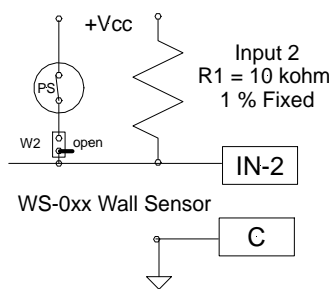 +Vcc
Input 2
R1 = 10 kohm
1 % Fixed
PS
W2
open
IN-2
WS-0xx Wall Sensor
C